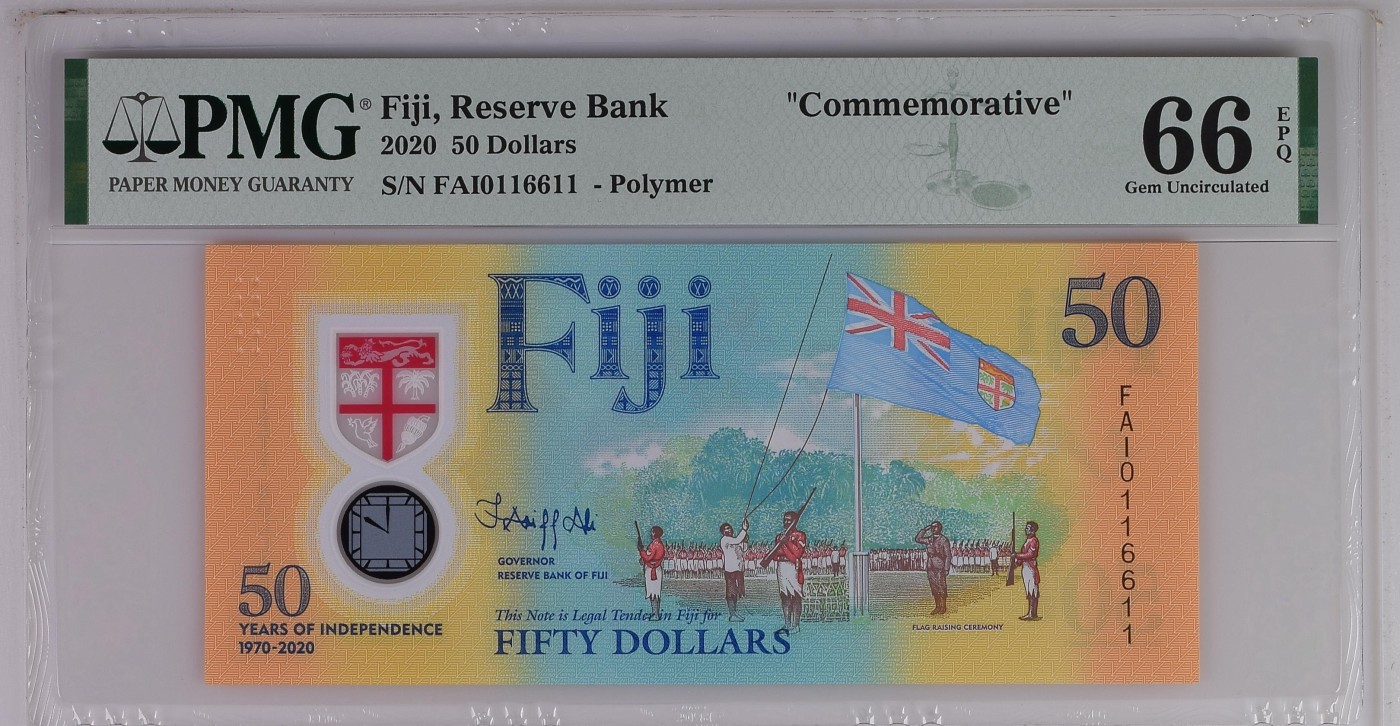 PMG®
PAPER MONEY GUARANTY
Fiji, Reserve Bank
2020 50 Dollars
S/N FAI0116611 - Polymer
"Commemorative"
66
EPQ
Gem Uncirculated
Fiji
50
FAI0116611
GOVERNOR
RESERVE BANK OF FIJI
50
YEARS OF INDEPENDENCE
1970-2020
This Note is Legal Tender in Fiji for
FIFTY DOLLARS
FLAG RAISING CEREMONY